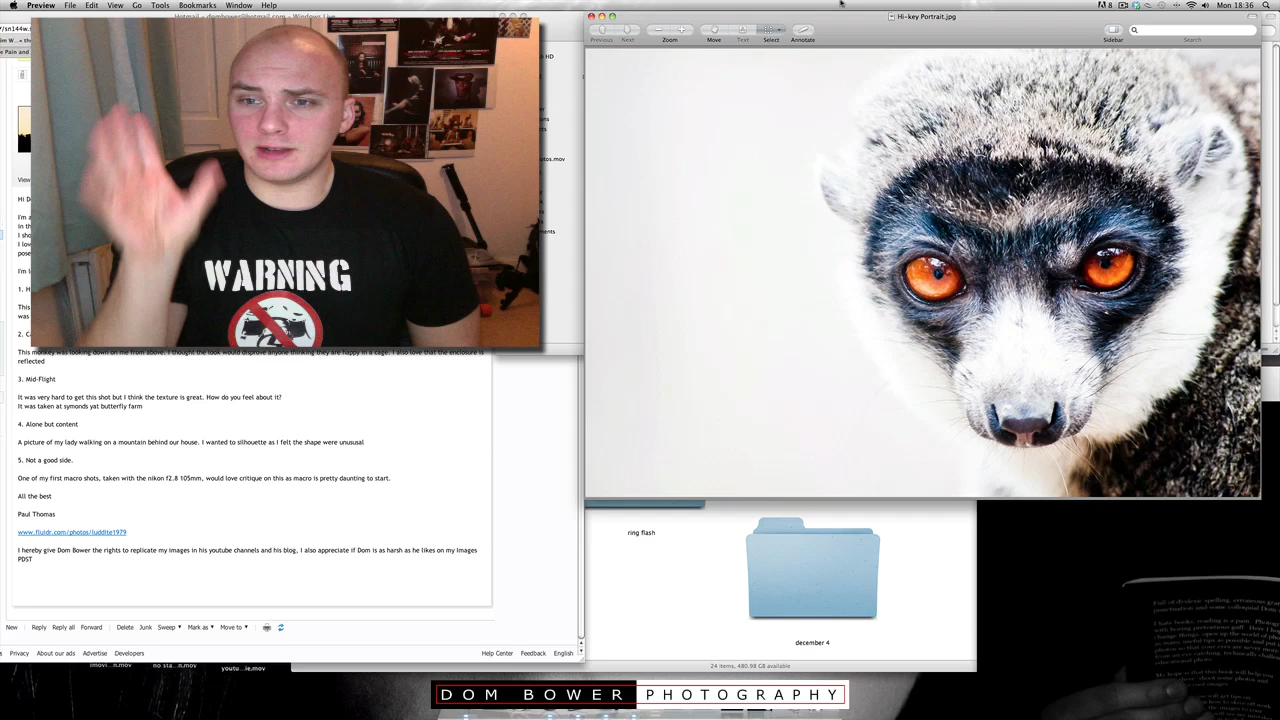 Preview File Edit View Go Tools Bookmarks Window Help
8
Mon 18:36
Hi-key Portrait.jpg
Previous Next Zoom Move Text Select Annotate Sidebar Search
WARNING
This monkey was looking down on me from above. I thought the look would disprove anything thinking they are happy in a cage. I also love that the enclosure is
reflected
3. Mid-Flight
It was very hard to get this shot but I think the texture is great. How do you feel about it?
It was taken at symonds yat butterfly farm
4. Alone but content
A picture of my lady walking on a mountain behind our house. I wanted to silhouette as I felt the shape were unusual
5. Not a good side.
One of my first macro shots, taken with the nikon f2.8 105mm, would love critique on this as macro is pretty daunting to start.
All the best
Paul Thomas
www.fluidr.com/photos/luddite1979
I hereby give Dom Bower the rights to replicate my images in his youtube channels and his blog, I also appreciate if Dom is as harsh as he likes on my Images
PDST
New Reply Reply all Forward Delete Junk Sweep Mark as Move to
Privacy About our ads Advertise Developers Help Center Feedback English
ring flash
december 4
24 items, 480.98 GB available
youtu...ie.mov
DOM BOWER PHOTOGRAPHY